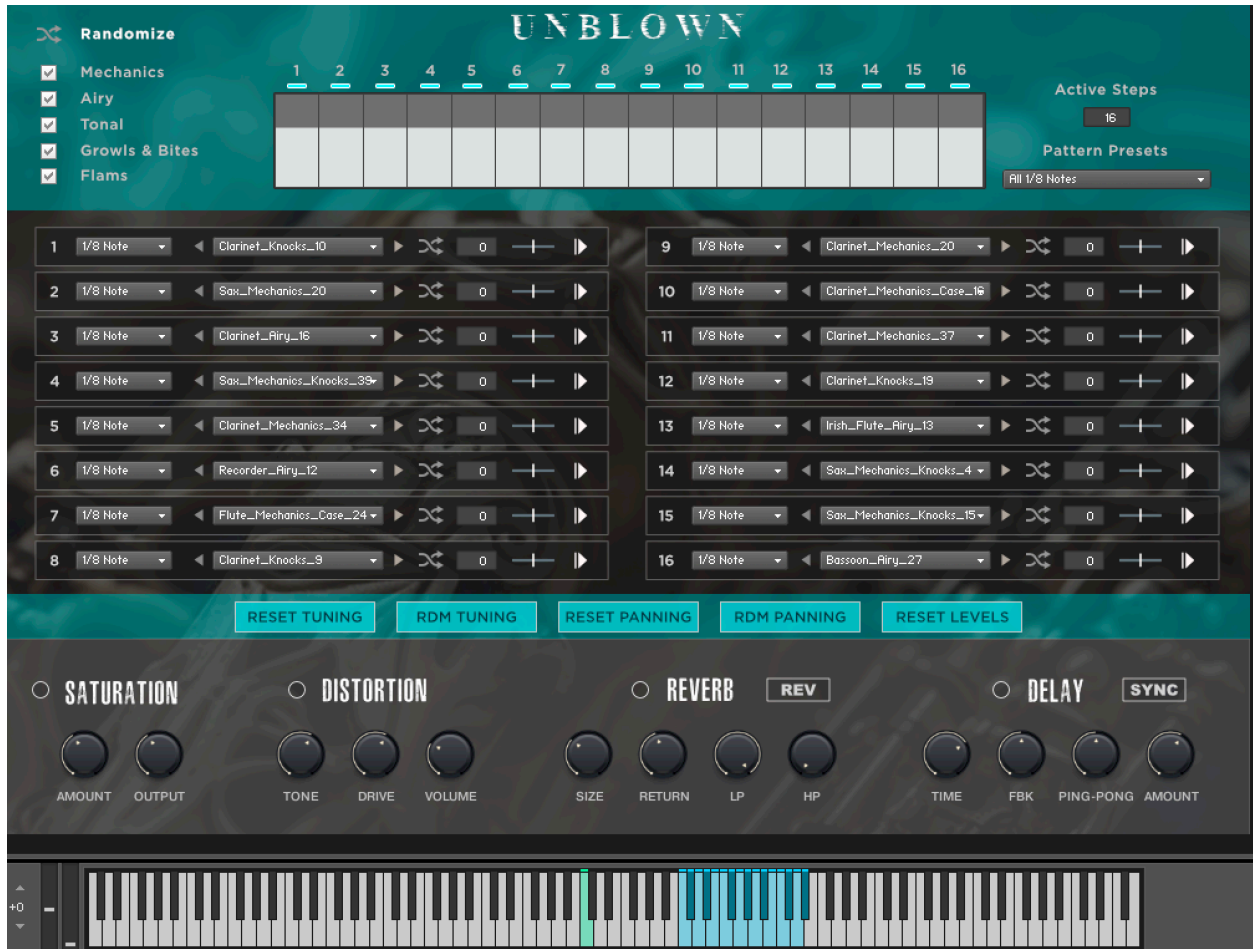 UNBLOWN
Randomize
Mechanics
Airy
Tonal
Growls & Bites
Flams
1 2 3 4 5 6 7 8 9 10 11 12 13 14 15 16
Active Steps
16
Pattern Presets
All 1/8 Notes
1 1/8 Note Clarinet_Knocks_10 0
2 1/8 Note Sax_Mechanics_20 0
3 1/8 Note Clarinet_Airy_16 0
4 1/8 Note Sax_Mechanics_Knocks_39 0
5 1/8 Note Clarinet_Mechanics_34 0
6 1/8 Note Recorder_Airy_12 0
7 1/8 Note Flute_Mechanics_Case_24 0
8 1/8 Note Clarinet_Knocks_9 0
9 1/8 Note Clarinet_Mechanics_20 0
10 1/8 Note Clarinet_Mechanics_Case_16 0
11 1/8 Note Clarinet_Mechanics_37 0
12 1/8 Note Clarinet_Knocks_19 0
13 1/8 Note Irish_Flute_Airy_13 0
14 1/8 Note Sax_Mechanics_Knocks_4 0
15 1/8 Note Sax_Mechanics_Knocks_15 0
16 1/8 Note Bassoon_Airy_27 0
RESET TUNING RDM TUNING RESET PANNING RDM PANNING RESET LEVELS
SATURATION DISTORTION REVERB REV DELAY SYNC
AMOUNT OUTPUT TONE DRIVE VOLUME SIZE RETURN LP HP TIME FBK PING-PONG AMOUNT
+0